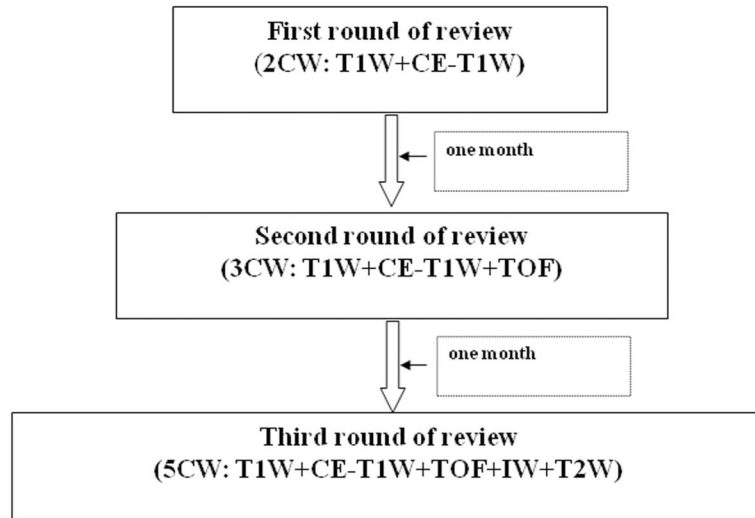 First round of review
(2CW: T1W+CE-T1W)
one month
Second round of review
(3CW: T1W+CE-T1W+TOF)
one month
Third round of review
(5CW: T1W+CE-T1W+TOF+IW+T2W)